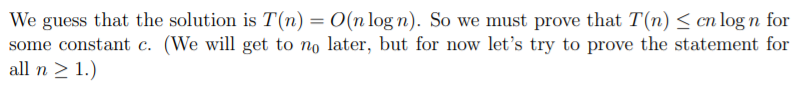 We guess that the solution is T(n) = O(n log n). So we must prove that T(n) ≤ cn log n for
some constant c. (We will get to n₀ later, but for now let's try to prove the statement for
all n ≥ 1.)